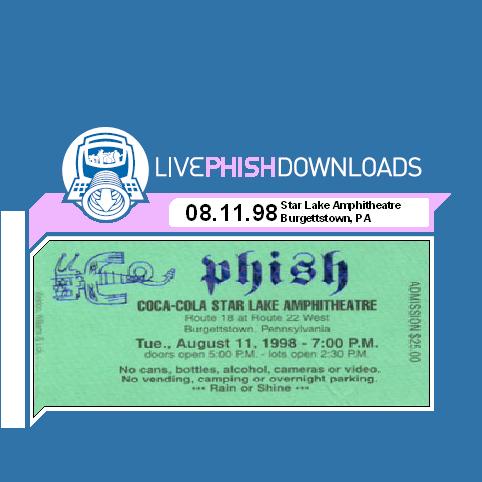 LIVEPHISHDOWNLOADS
08.11.98
Star Lake Amphitheatre
Burgettstown, PA
phish
COCA-COLA STAR LAKE AMPHITHEATRE
Route 18 at Route 22 West
Burgettstown, Pennsylvania
Tue., August 11, 1998 - 7:00 P.M.
doors open 5:00 P.M. - lots open 2:30 P.M.
No cans, bottles, alcohol, cameras or video.
No vending, camping or overnight parking.
*** Rain or Shine ***
ADMISSION $25.00